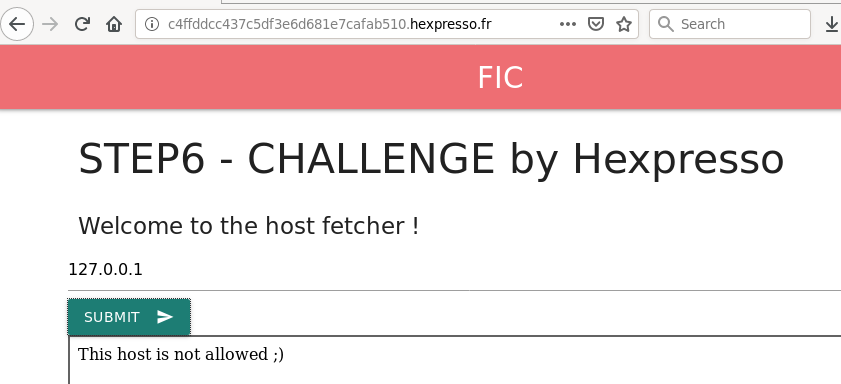 c4ffddcc437c5df3e6d681e7cafab510.hexpresso.fr
Search
FIC
STEP6 - CHALLENGE by Hexpresso
Welcome to the host fetcher !
127.0.0.1
SUBMIT
This host is not allowed ;)